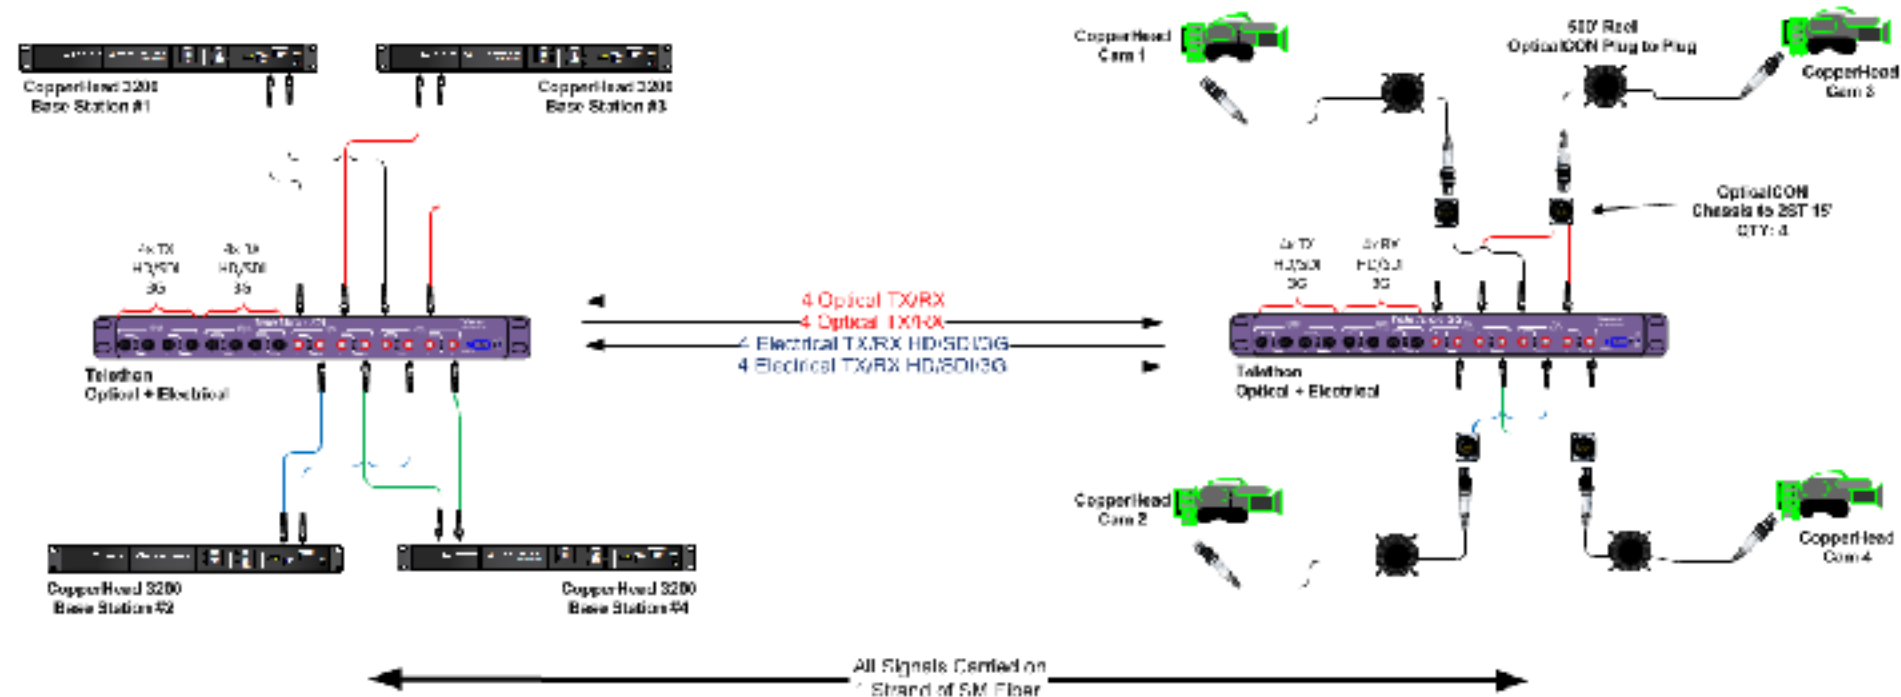 CopperHead 3200
Base Station #1
CopperHead 3200
Base Station #3
CopperHead
Cam 1
500' Reel
OpticalCON Plug to Plug
CopperHead
Cam 3
OpticalCON
Chassis to 2ST 15'
QTY: 4
4x TX
HD/SDI
3G
4x RX
HD/SDI
3G
4x TX
HD/SDI
3G
4x RX
HD/SDI
3G
4 Optical TX/RX
4 Optical TX/RX
4 Electrical TX/RX HD/SDI/3G
4 Electrical TX/RX HD/SDI/3G
Telethon
Optical + Electrical
Telethon
Optical + Electrical
CopperHead
Cam 2
CopperHead
Cam 4
CopperHead 3200
Base Station #2
CopperHead 3200
Base Station #4
All Signals Carried on
1 Strand of SM Fiber